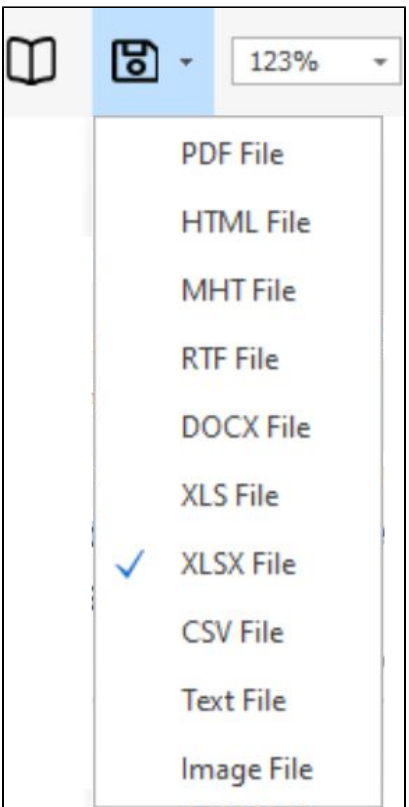 123%
PDF File
HTML File
MHT File
RTF File
DOCX File
XLS File
XLSX File
CSV File
Text File
Image File